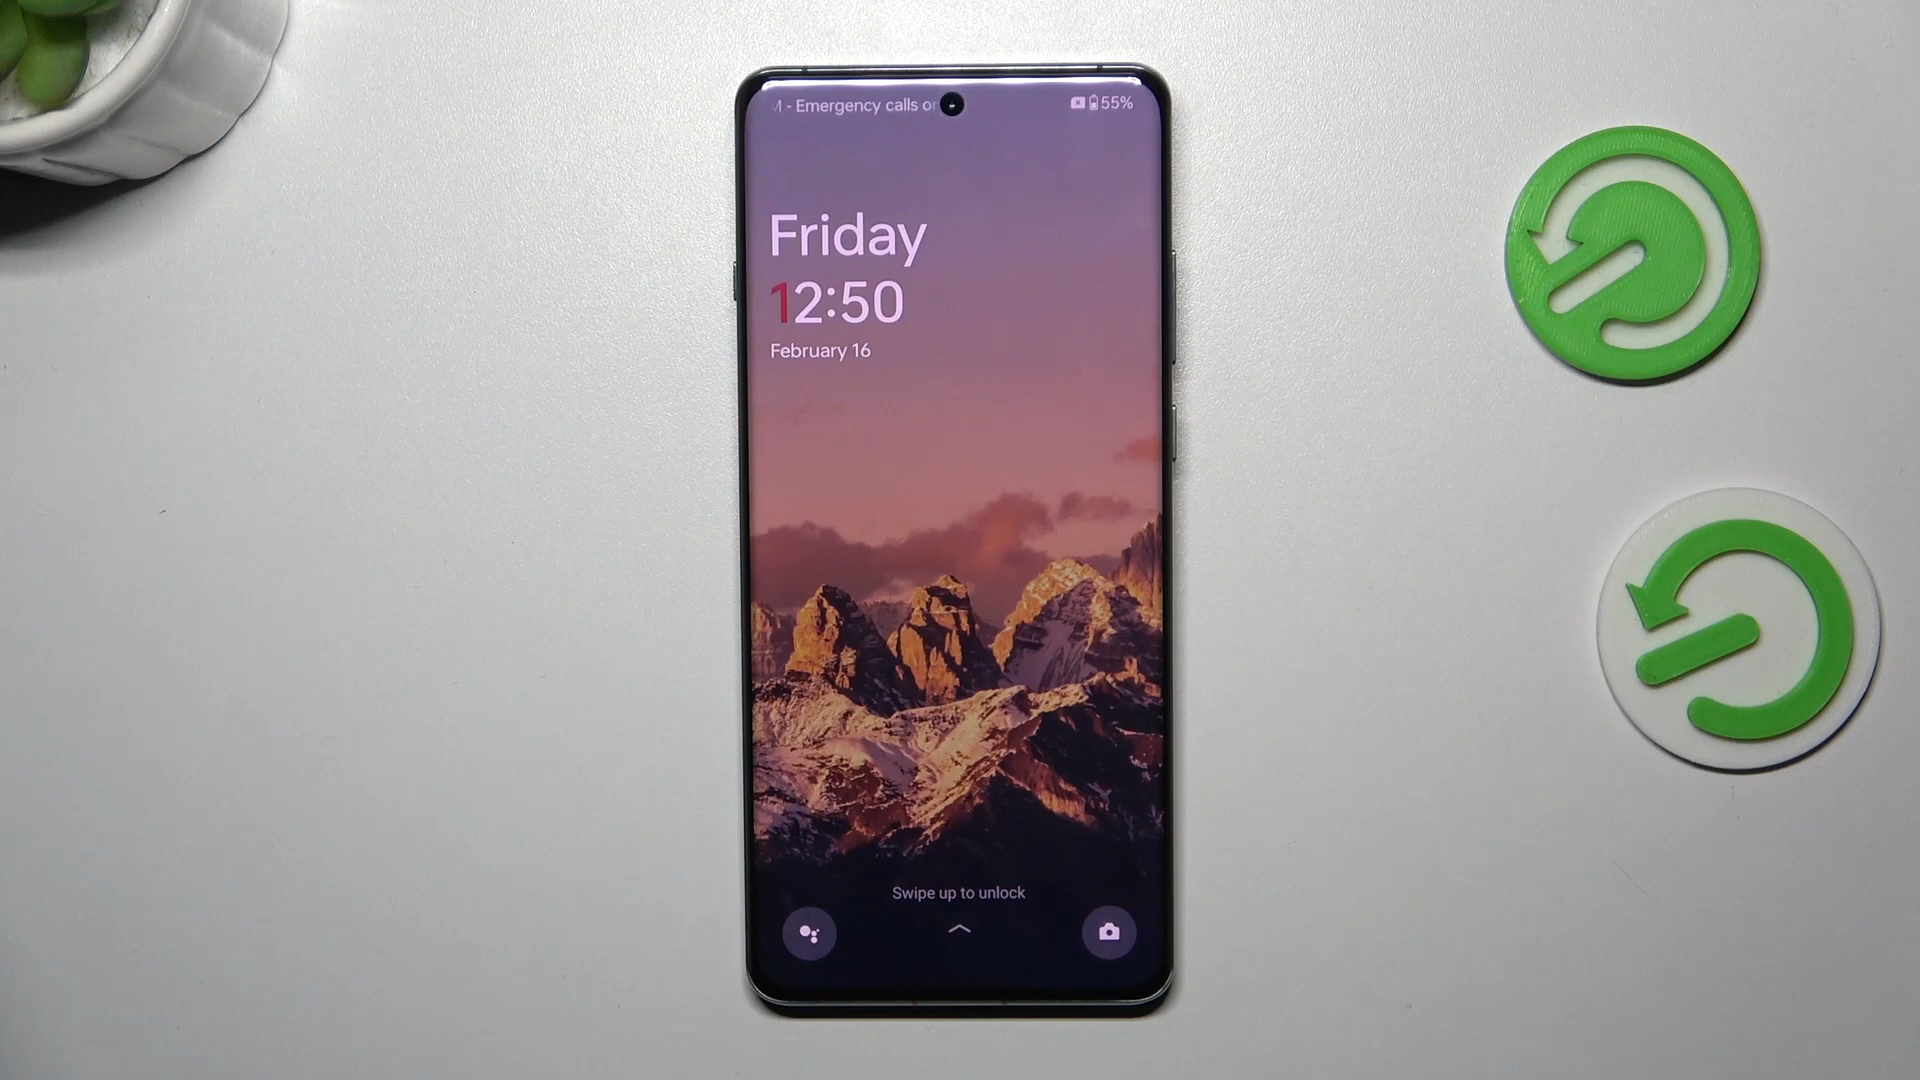 - Emergency calls
55%
Friday
12:50
February 16
Swipe up to unlock